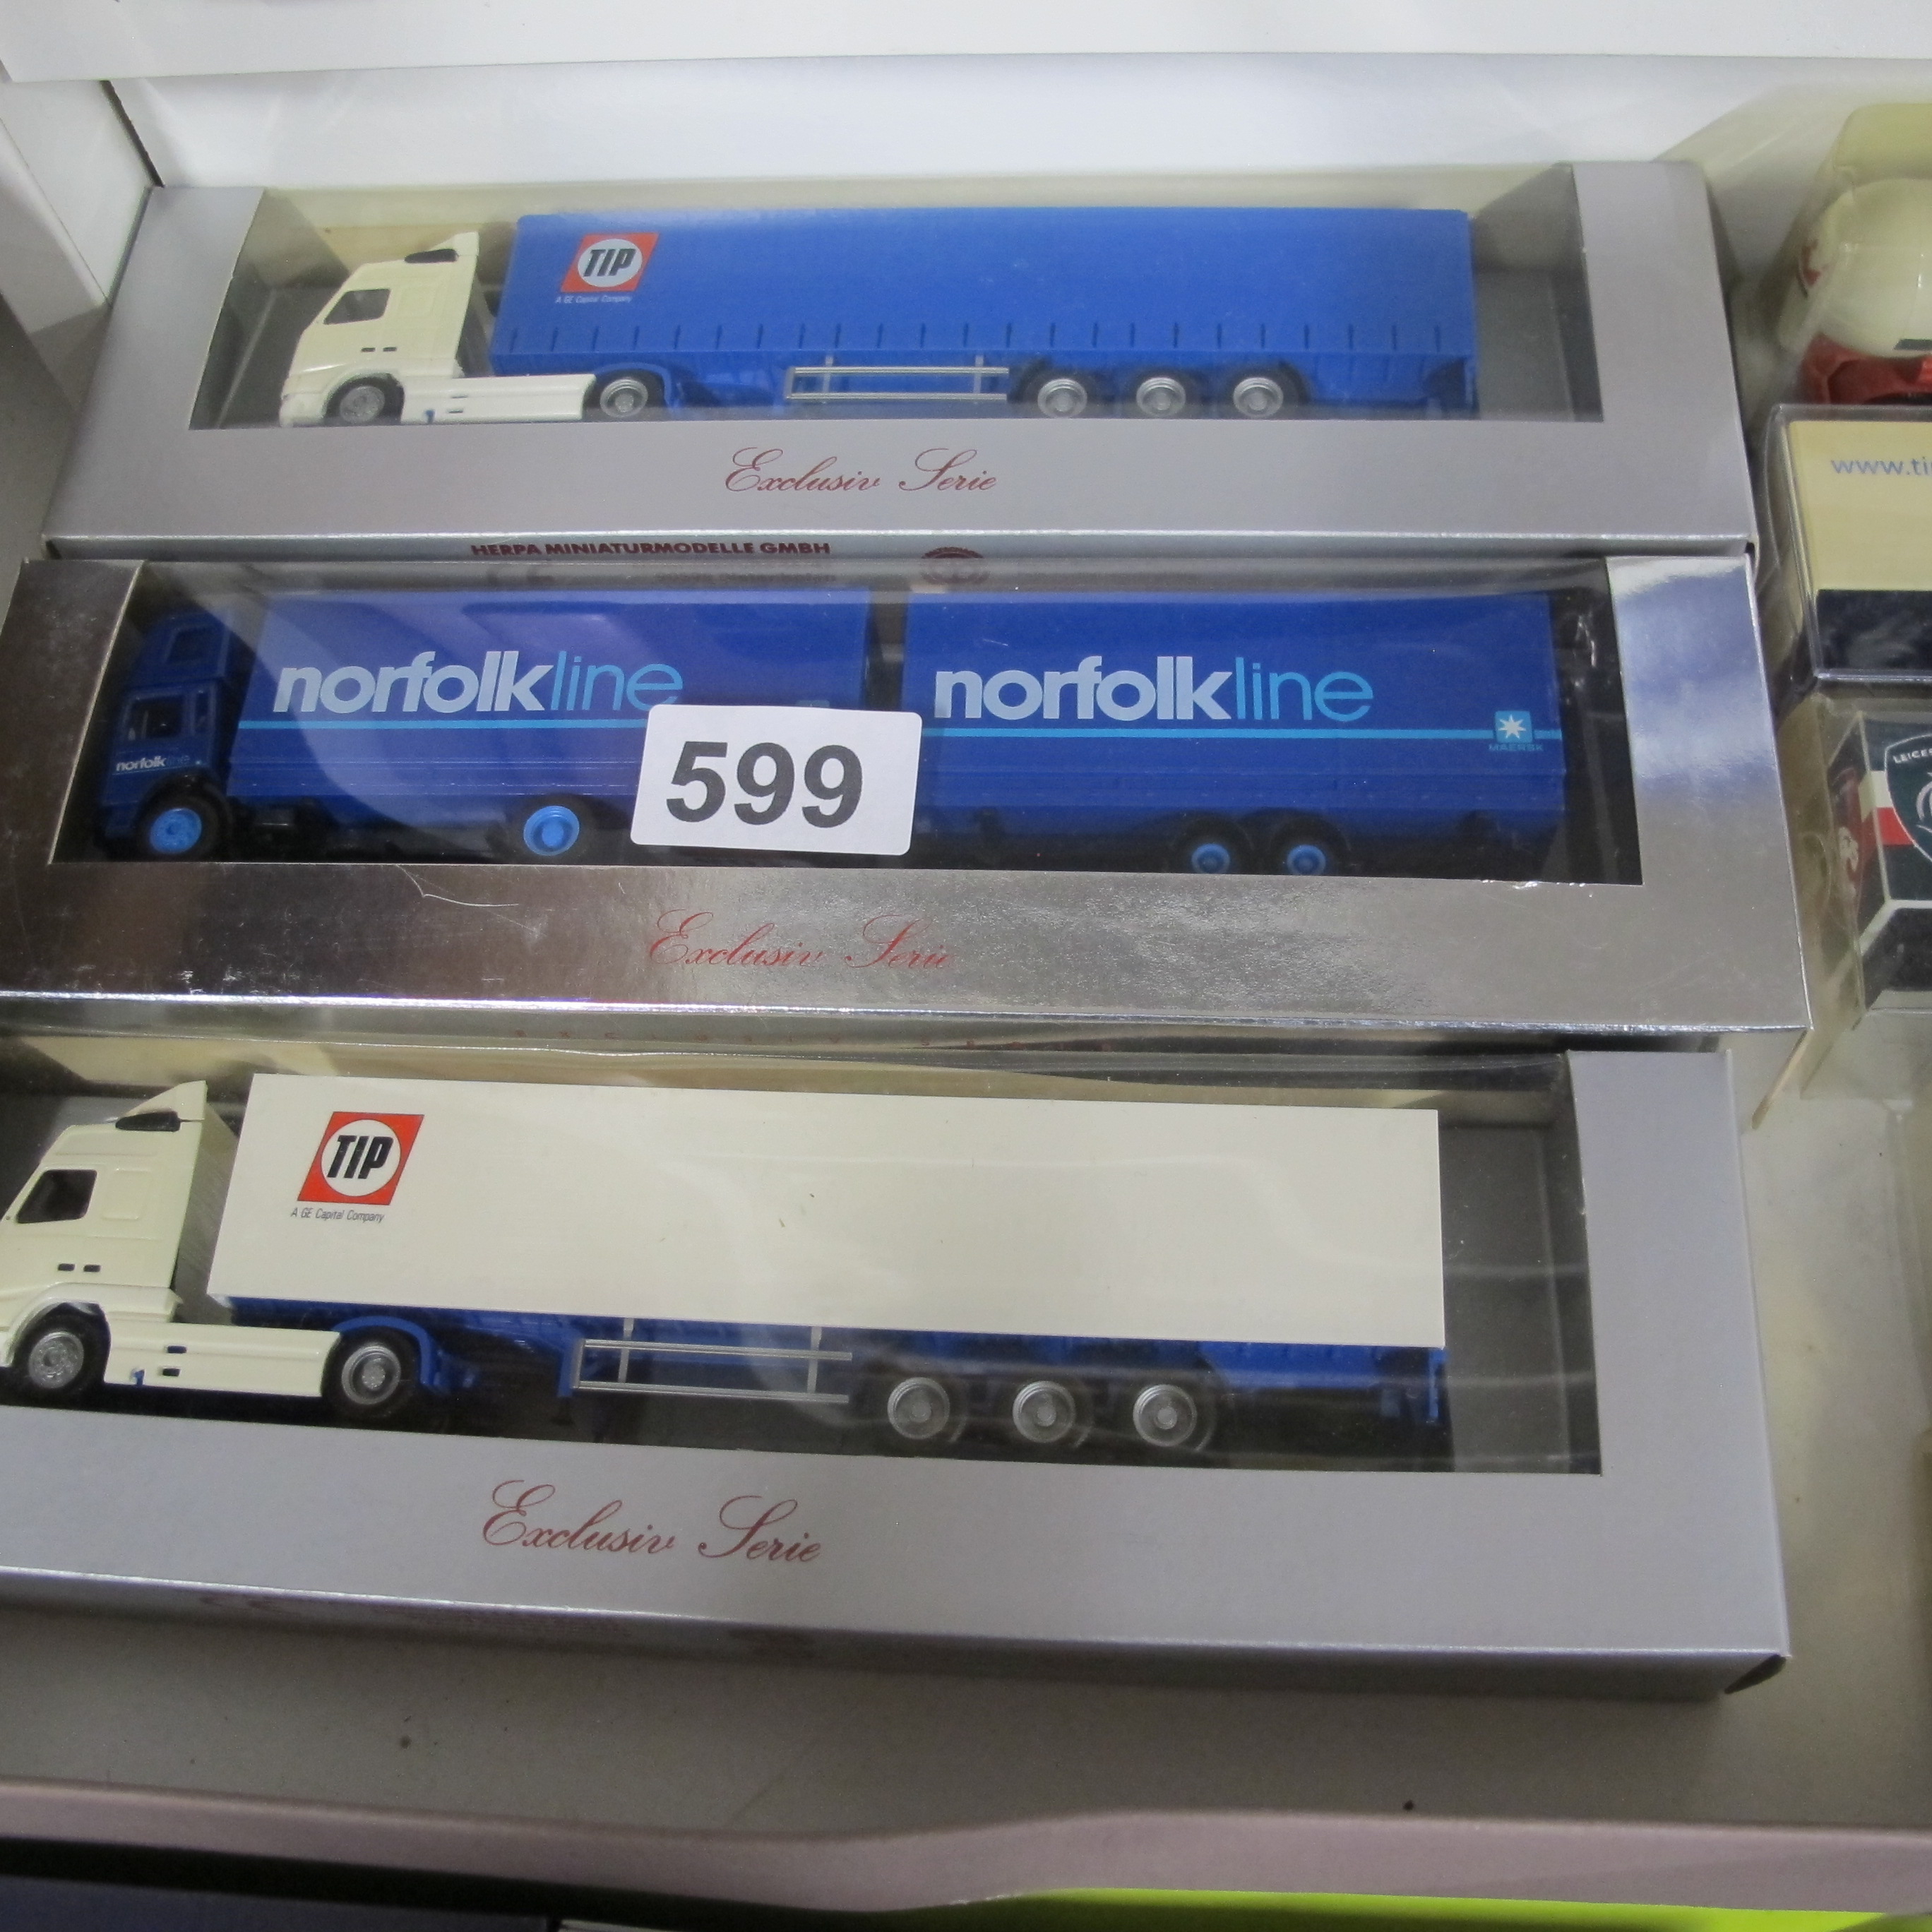 TIP
A GE Capital Company
Exclusiv Serie
www.ti
HERPA MINIATURMODELLE GMBH
norfolkline
norfolkline
norfolkline
MAERSK
599
LEICES
Exclusiv Serie
TIP
A GE Capital Company
Exclusiv Serie